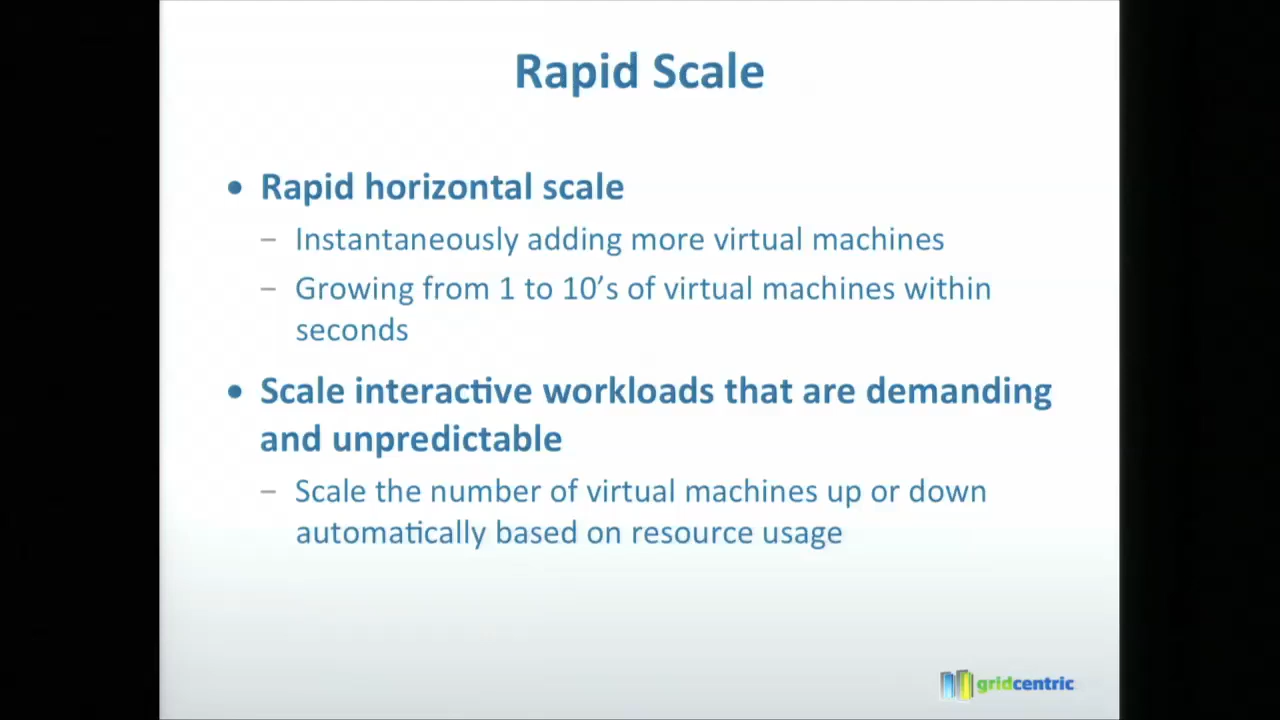 Rapid Scale
• Rapid horizontal scale
– Instantaneously adding more virtual machines
– Growing from 1 to 10’s of virtual machines within
seconds
• Scale interactive workloads that are demanding
and unpredictable
– Scale the number of virtual machines up or down
automatically based on resource usage
gridcentric